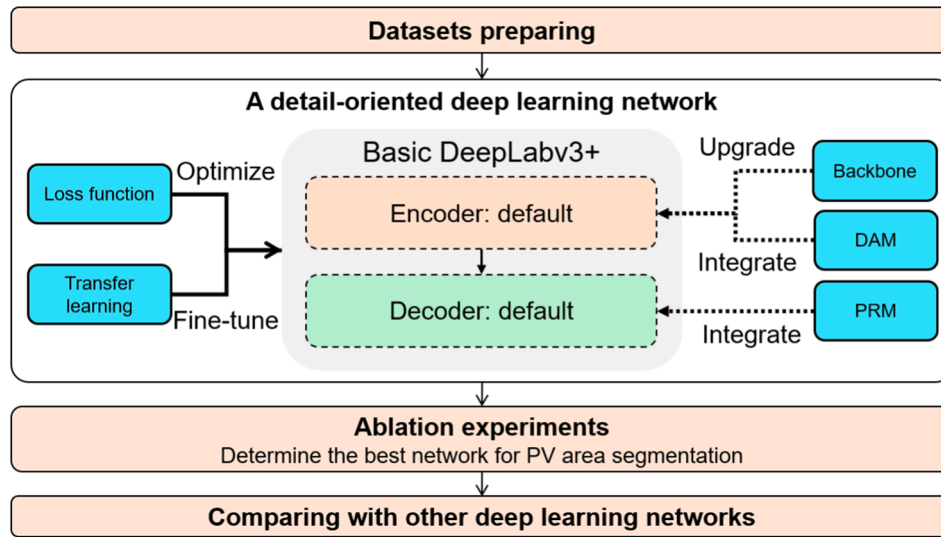 Datasets preparing
A detail-oriented deep learning network
Basic DeepLabv3+
Loss function
Optimize
Transfer
learning
Fine-tune
Encoder: default
Decoder: default
Upgrade
Backbone
DAM
Integrate
PRM
Integrate
Ablation experiments
Determine the best network for PV area segmentation
Comparing with other deep learning networks